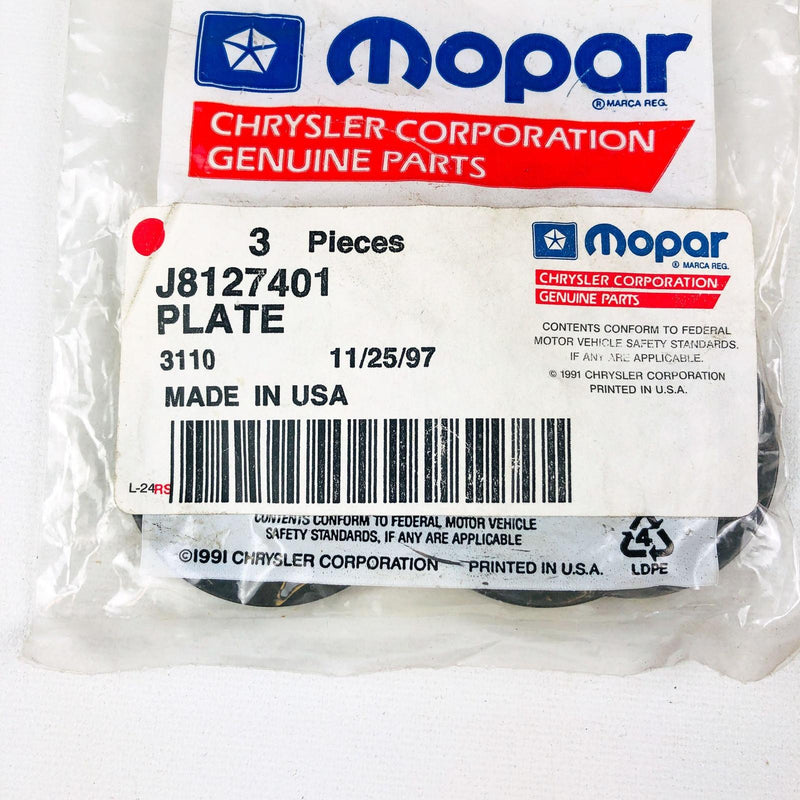 Mopar
® MARCA REG.
CHRYSLER CORPORATION
GENUINE PARTS
3 Pieces
J8127401
PLATE
3110 11/25/97
MADE IN USA
L-24RS
Mopar
® MARCA REG.
CHRYSLER CORPORATION
GENUINE PARTS
CONTENTS CONFORM TO FEDERAL
MOTOR VEHICLE SAFETY STANDARDS.
IF ANY ARE APPLICABLE.
© 1991 CHRYSLER CORPORATION
PRINTED IN U.S.A.
CONTENTS CONFORM TO FEDERAL MOTOR VEHICLE
SAFETY STANDARDS, IF ANY ARE APPLICABLE
©1991 CHRYSLER CORPORATION PRINTED IN U.S.A.
4
LDPE